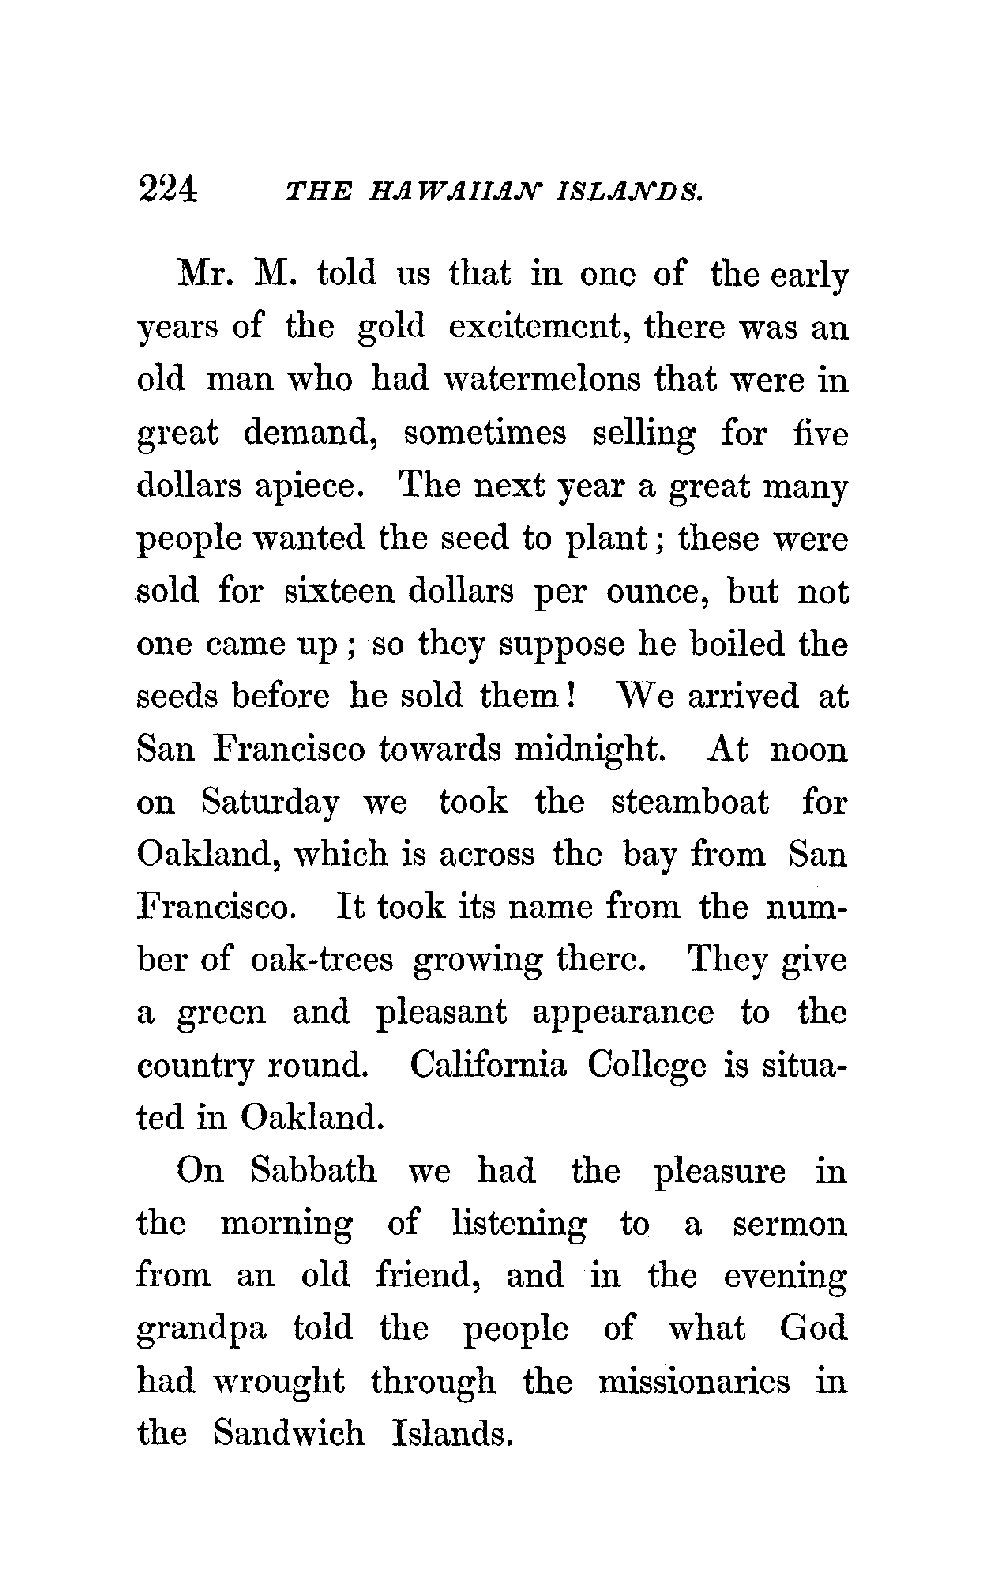 224 THE HAWAIIAN ISLANDS.
Mr. M. told us that in one of the early
years of the gold excitement, there was an
old man who had watermelons that were in
great demand, sometimes selling for five
dollars apiece. The next year a great many
people wanted the seed to plant; these were
sold for sixteen dollars per ounce, but not
one came up; so they suppose he boiled the
seeds before he sold them! We arrived at
San Francisco towards midnight. At noon
on Saturday we took the steamboat for
Oakland, which is across the bay from San
Francisco. It took its name from the num-
ber of oak-trees growing there. They give
a green and pleasant appearance to the
country round. California College is situa-
ted in Oakland.
On Sabbath we had the pleasure in
the morning of listening to a sermon
from an old friend, and in the evening
grandpa told the people of what God
had wrought through the missionaries in
the Sandwich Islands.